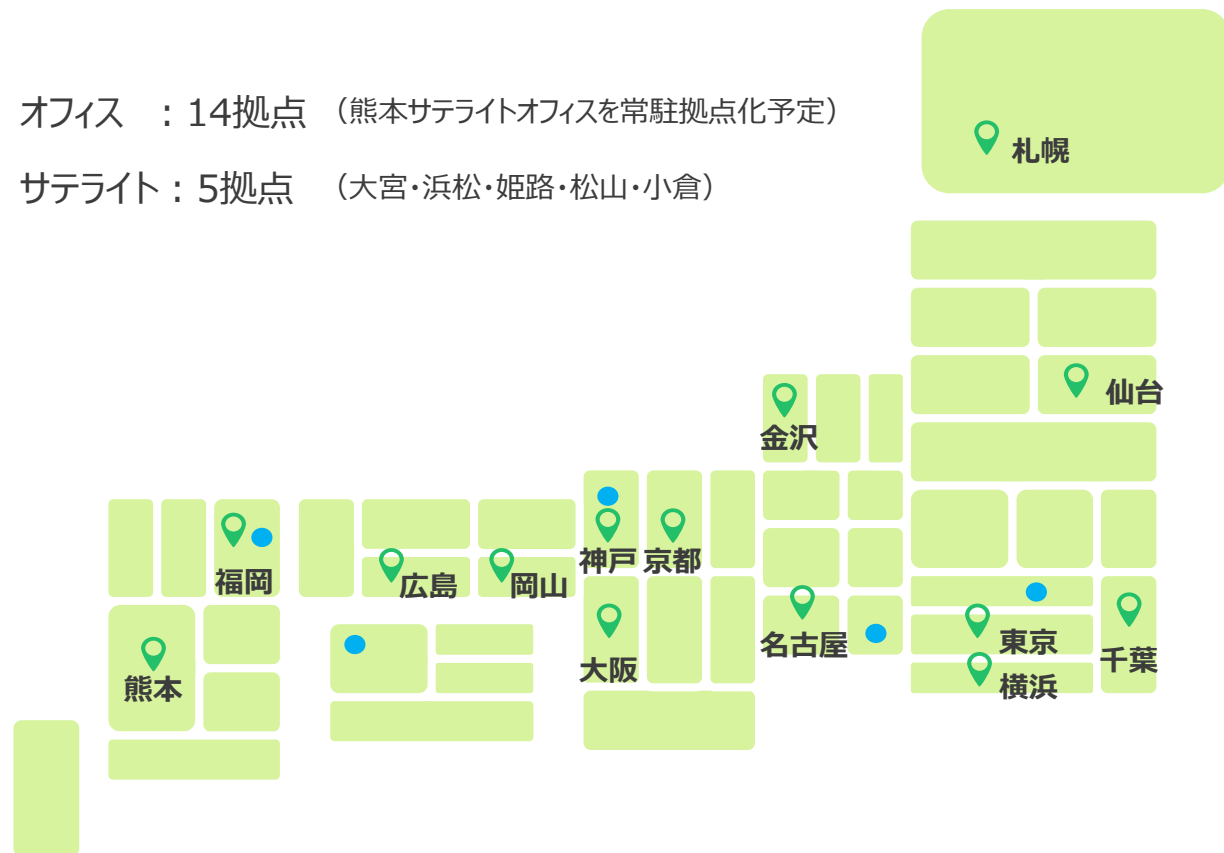 オフィス ：14拠点 （熊本サテライトオフィスを常駐拠点化予定）
サテライト：5拠点 （大宮・浜松・姫路・松山・小倉）
札幌
仙台
金沢
神戸
京都
福岡
広島
岡山
名古屋
東京
千葉
大阪
横浜
熊本